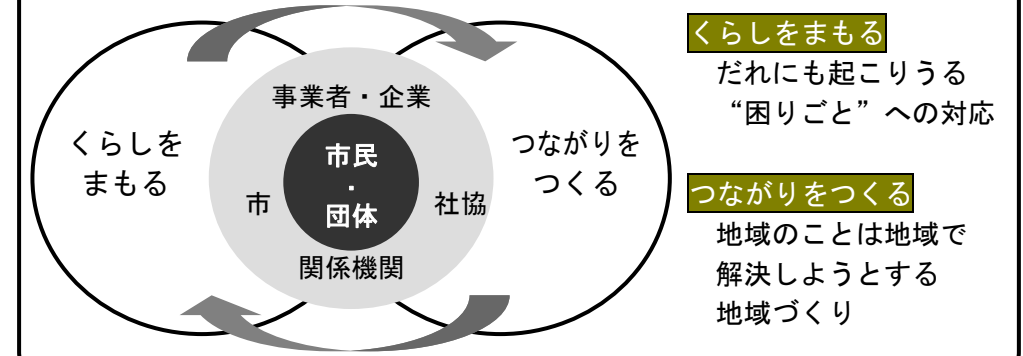 くらしを
まもる
事業者・企業
市民
・
団体
市
社協
関係機関
つながりを
つくる
くらしをまもる
だれにも起こりうる
“困りごと”への対応
つながりをつくる
地域のことは地域で
解決しようとする
地域づくり